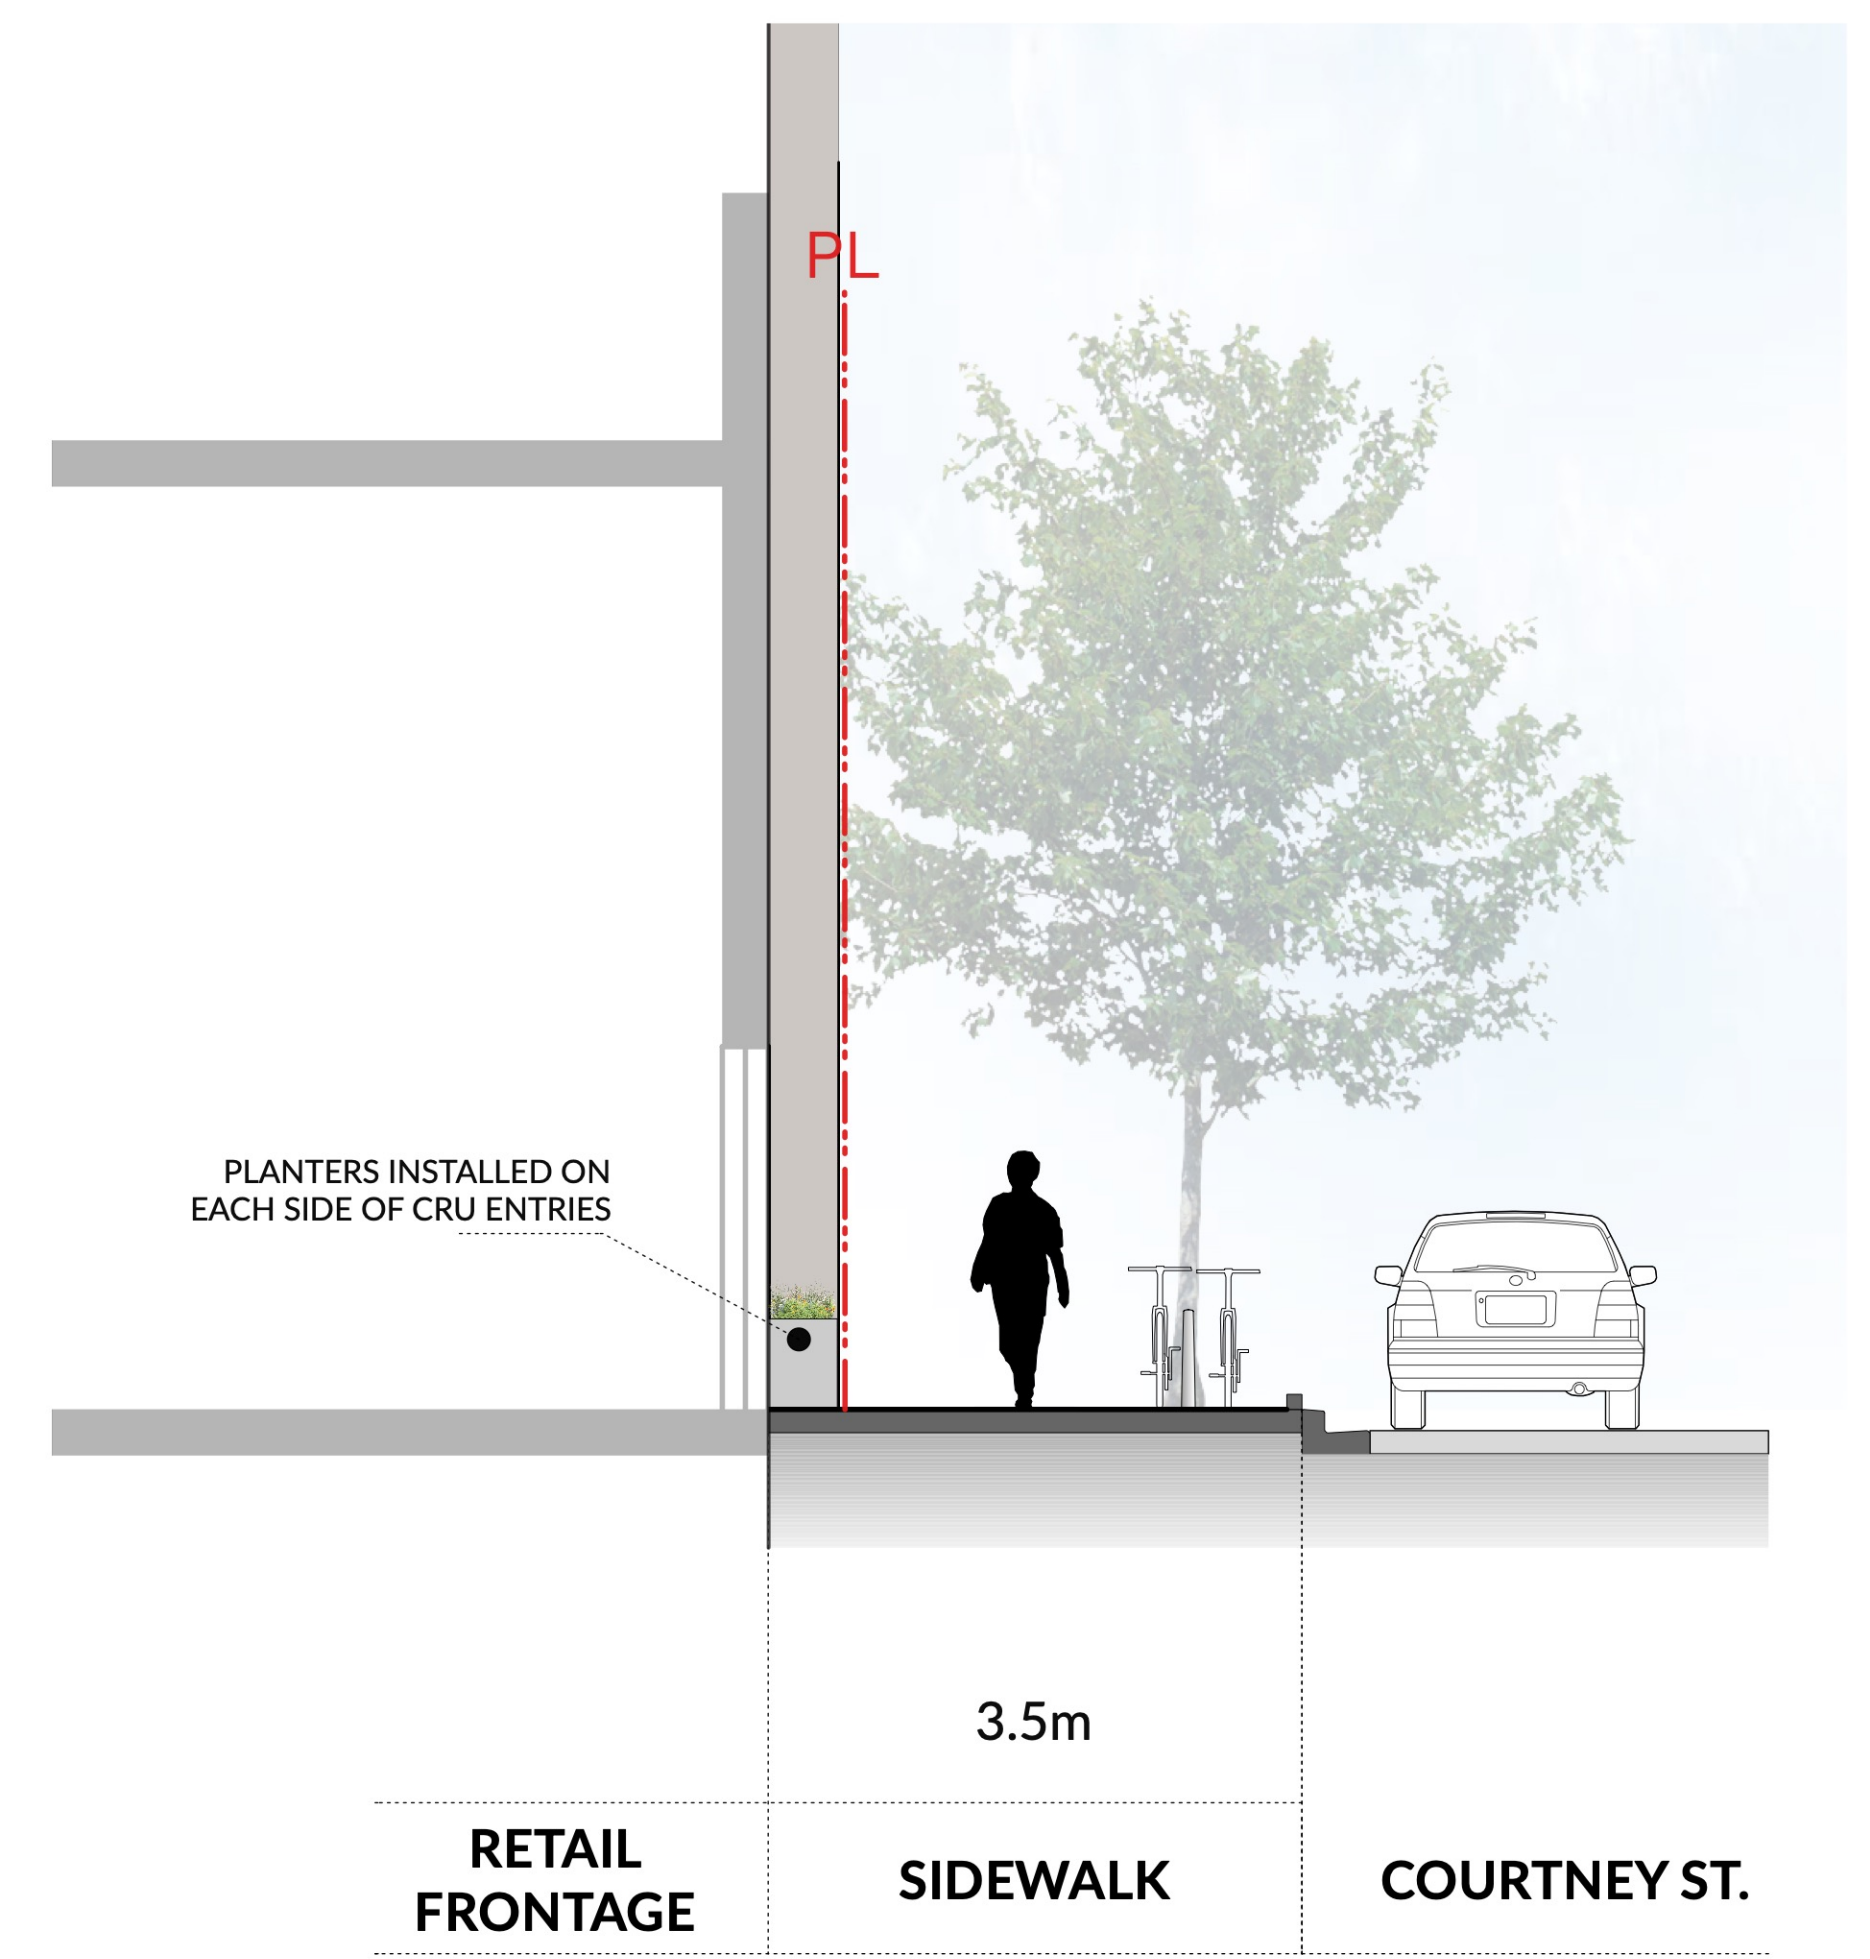 PL
PLANTERS INSTALLED ON
EACH SIDE OF CRU ENTRIES
3.5m
RETAIL
FRONTAGE
SIDEWALK
COURTNEY ST.